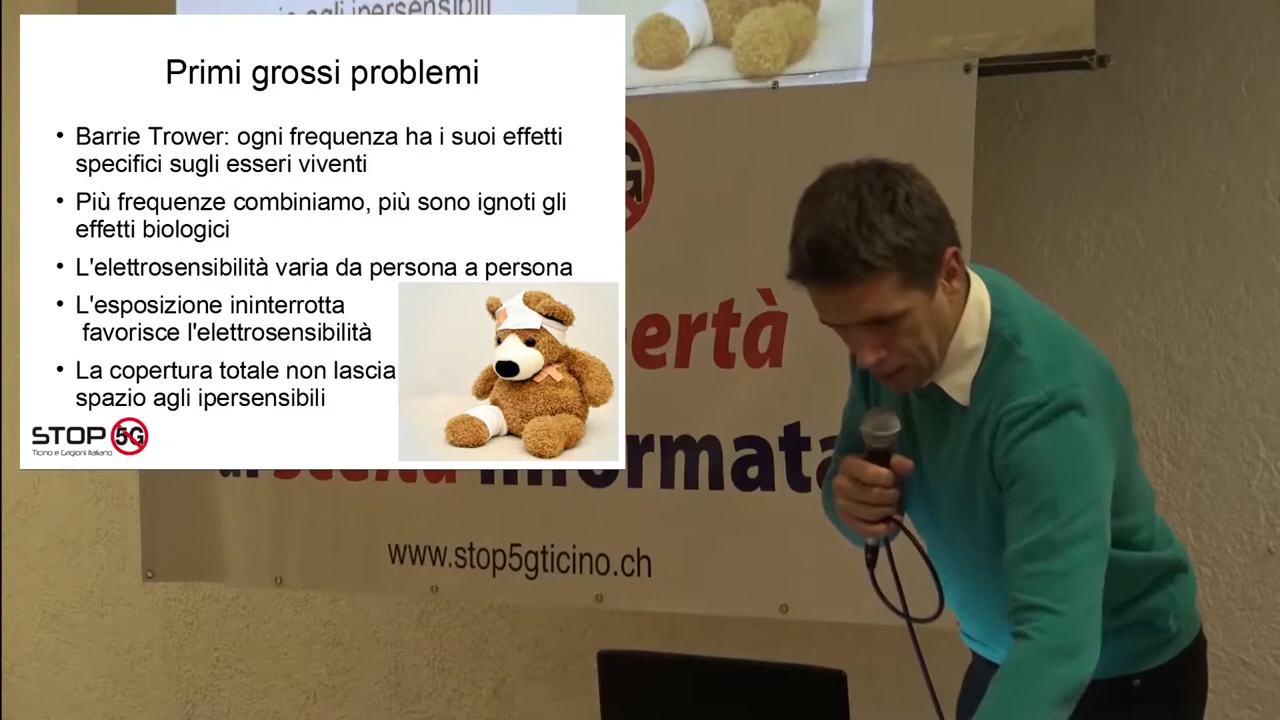 agli ipersensibili
Primi grossi problemi
• Barrie Trower: ogni frequenza ha i suoi effetti
specifici sugli esseri viventi
• Più frequenze combiniamo, più sono ignoti gli
effetti biologici
• L'elettrosensibilità varia da persona a persona
• L'esposizione ininterrotta
favorisce l'elettrosensibilità
• La copertura totale non lascia
spazio agli ipersensibili
STOP 5G
Ticino e Grigioni Italiano
www.stop5gticino.ch